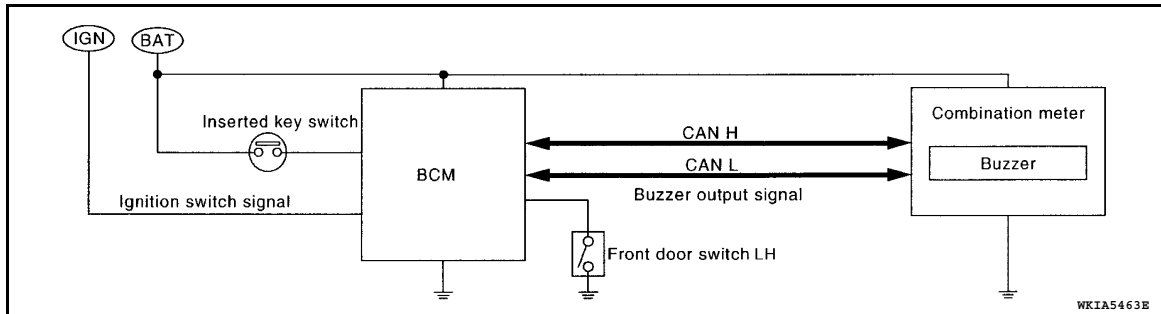 IGN
BAT
Inserted key switch
Ignition switch signal
BCM
CAN H
CAN L
Buzzer output signal
Front door switch LH
Combination meter
Buzzer
WKIA5463E